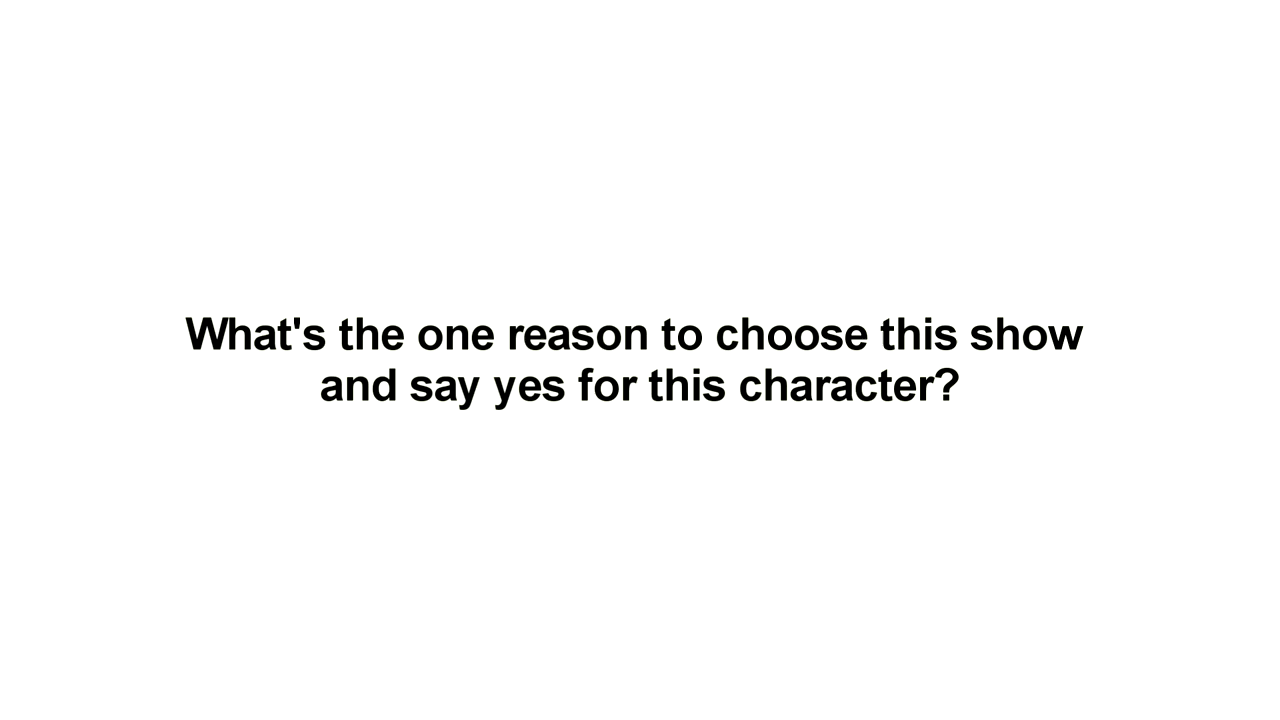 What's the one reason to choose this show
and say yes for this character?